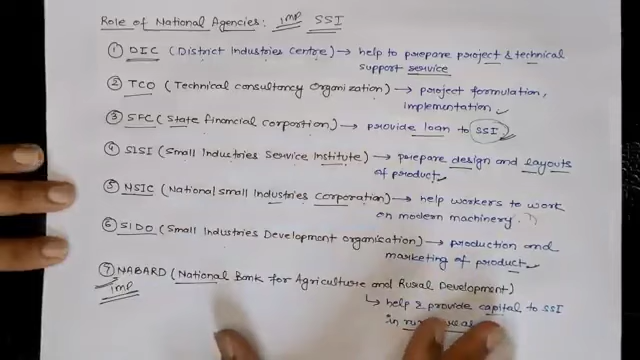 Role of National Agencies: imp SSI
① DIC (District Industries Centre) → help to prepare project & technical
support service
② TCO (Technical consultancy Organization) → project formulation,
implementation
③ SFC (State financial corportion) → provide loan to SSI
④ SISI (Small Industries Service Institute) → prepare design and layouts
of product
⑤ NSIC (National small Industries corporation) → help workers to work
on modern machinery.
⑥ SIDO (Small Industries Development organisation) → production and
marketing of product
⑦ NABARD (National Bank for Agriculture and Rural Development)
imp
↳ help & provide capital to SSI
in